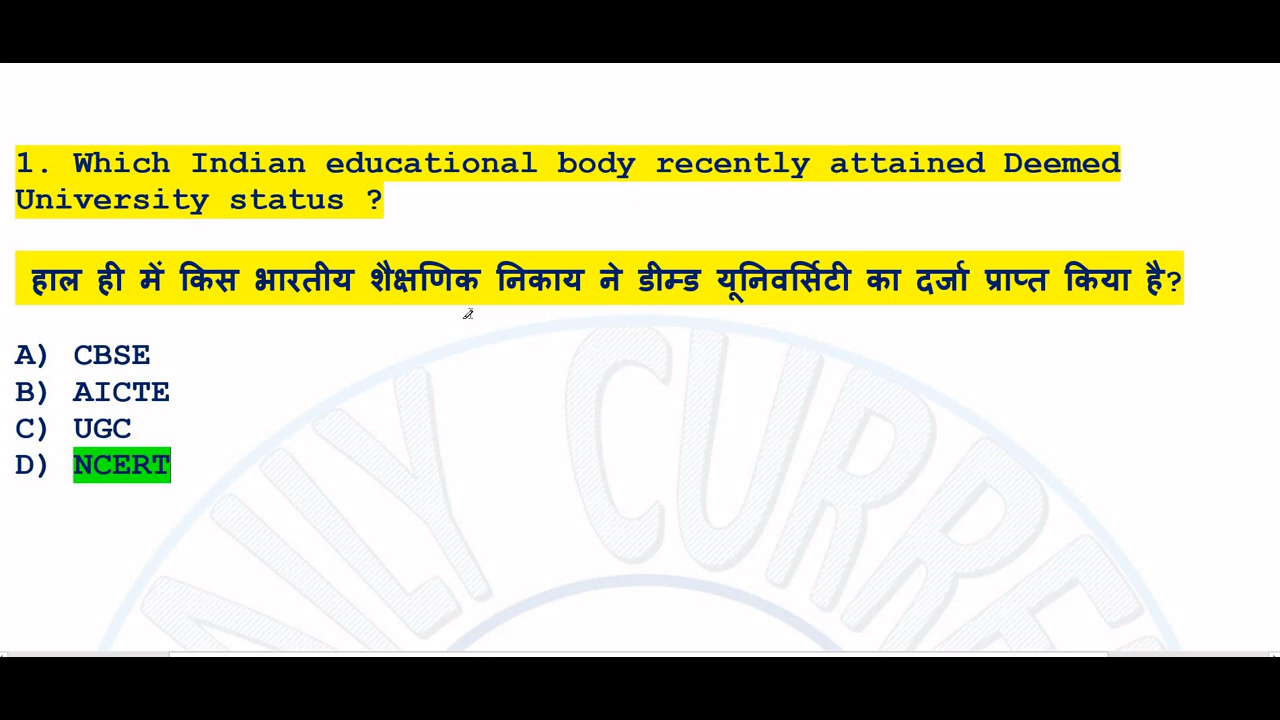 1. Which Indian educational body recently attained Deemed
University status ?
हाल ही में किस भारतीय शैक्षणिक निकाय ने डीम्ड यूनिवर्सिटी का दर्जा प्राप्त किया है?
A) CBSE
B) AICTE
C) UGC
D) NCERT